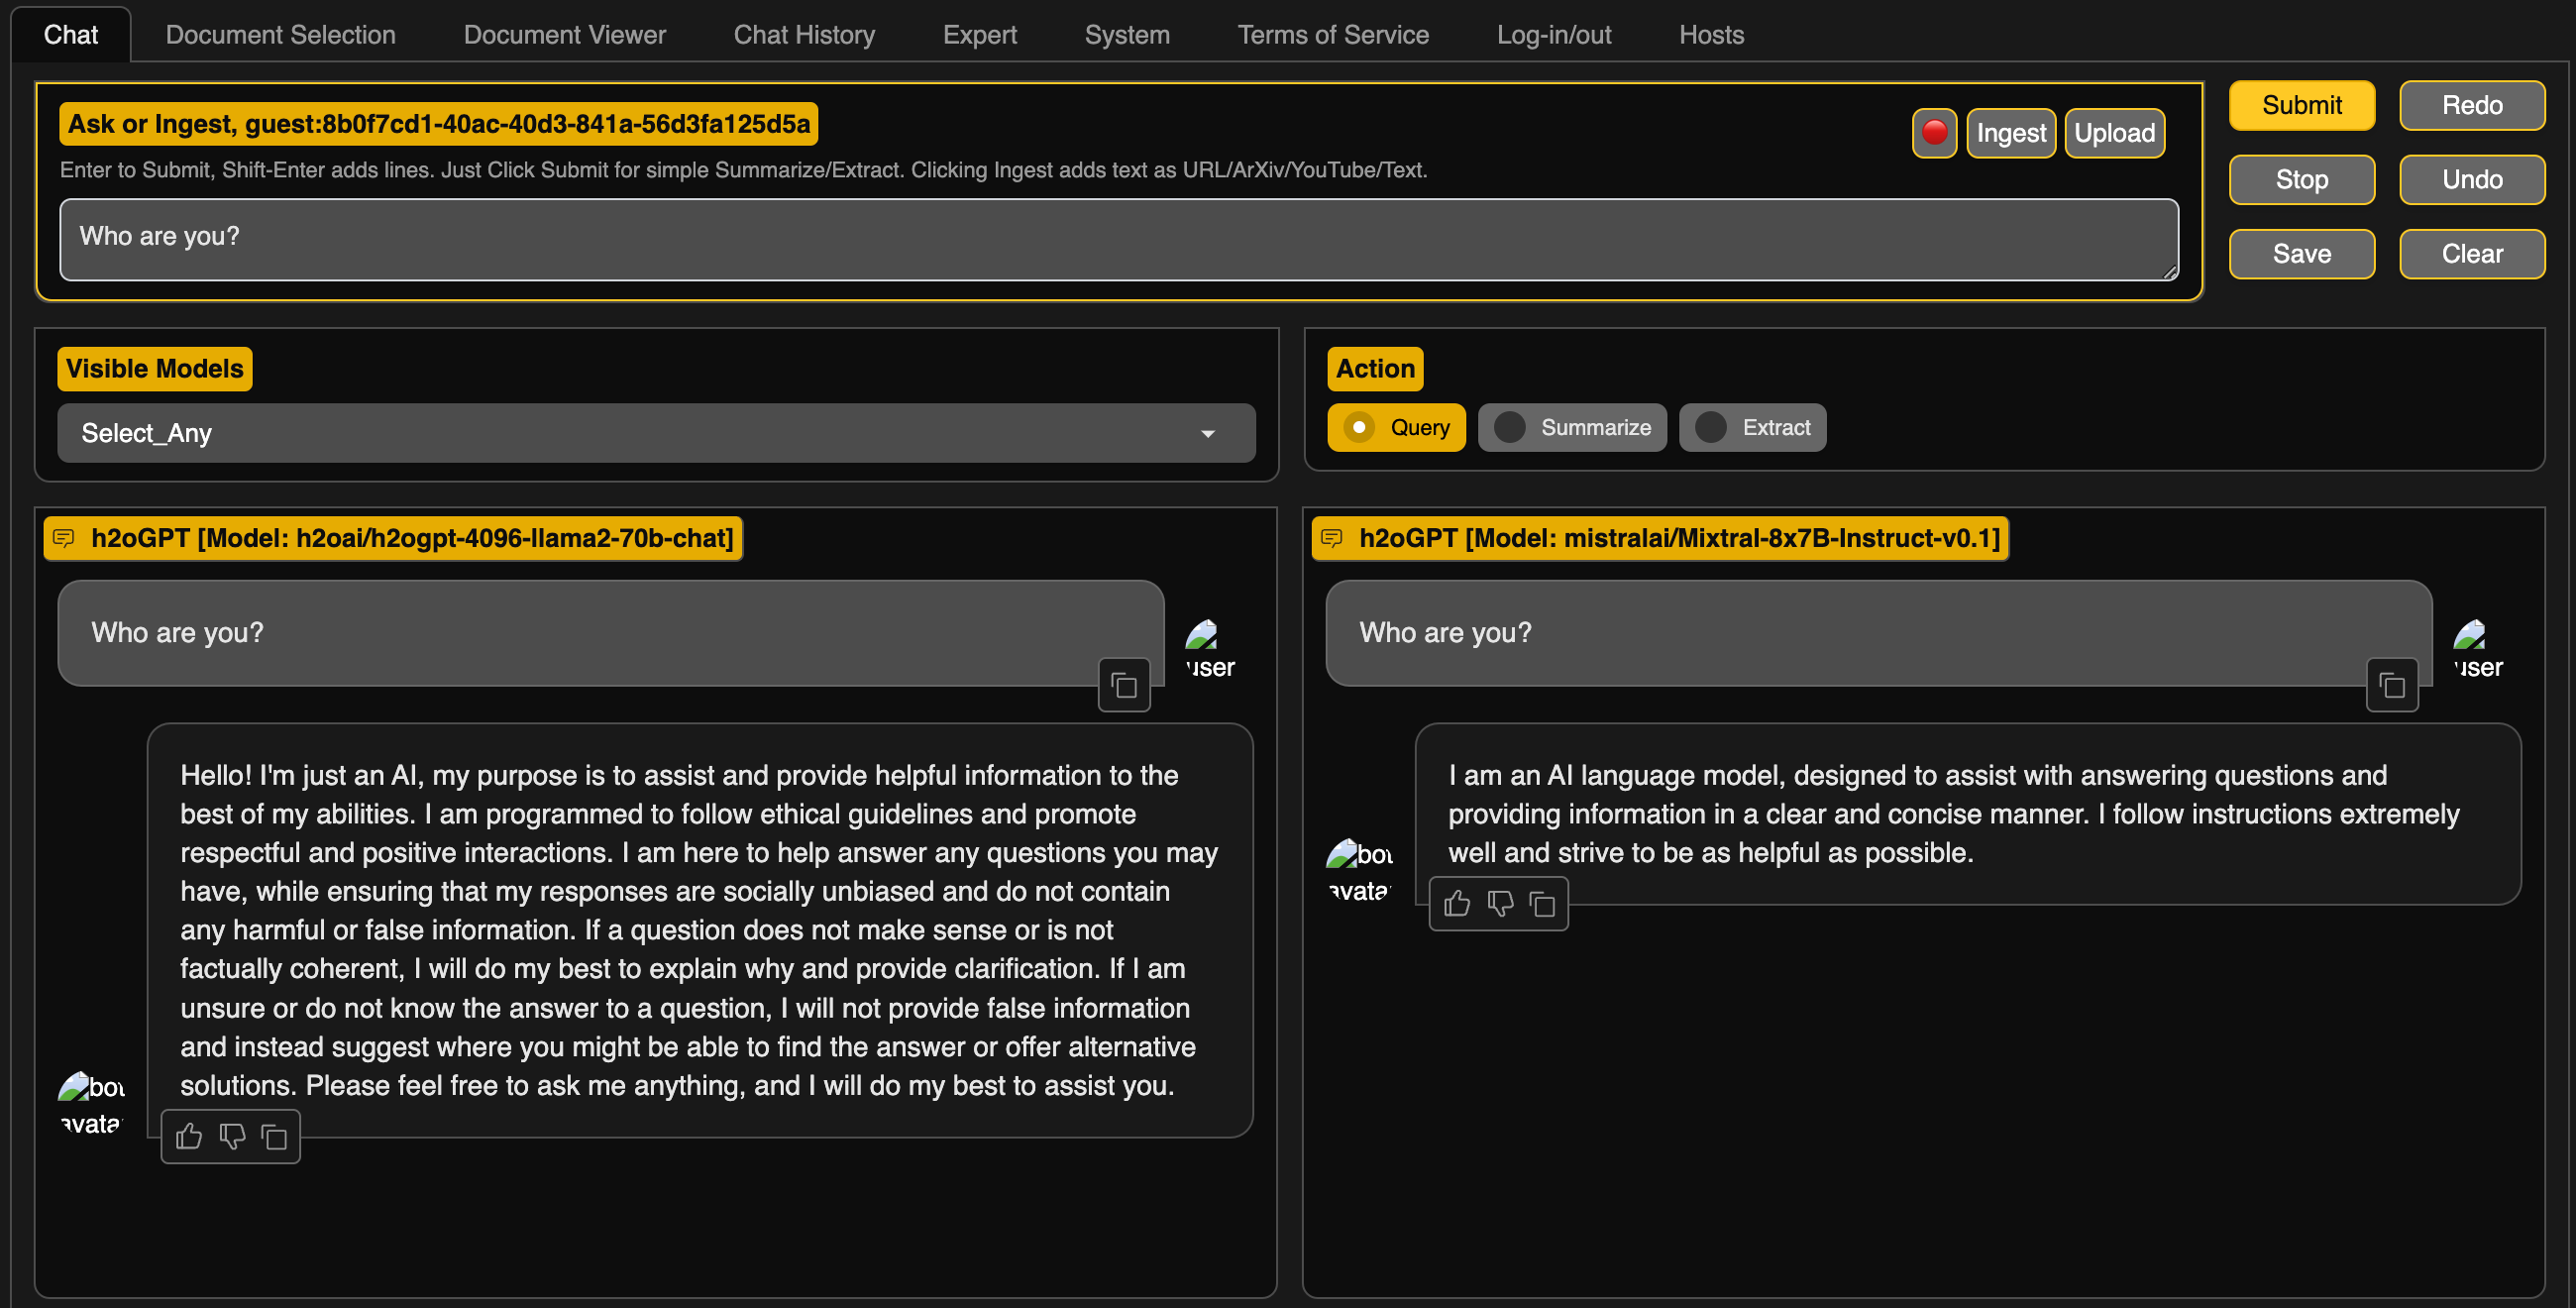 Chat Document Selection Document Viewer Chat History Expert System Terms of Service Log-in/out Hosts
Ask or Ingest, guest:8b0f7cd1-40ac-40d3-841a-56d3fa125d5a
Ingest Upload
Enter to Submit, Shift-Enter adds lines. Just Click Submit for simple Summarize/Extract. Clicking Ingest adds text as URL/ArXiv/YouTube/Text.
Who are you?
Submit Redo
Stop Undo
Save Clear
Visible Models
Select_Any
Action
Query Summarize Extract
h2oGPT [Model: h2oai/h2ogpt-4096-llama2-70b-chat]
Who are you?
user
Hello! I'm just an AI, my purpose is to assist and provide helpful information to the
best of my abilities. I am programmed to follow ethical guidelines and promote
respectful and positive interactions. I am here to help answer any questions you may
have, while ensuring that my responses are socially unbiased and do not contain
any harmful or false information. If a question does not make sense or is not
factually coherent, I will do my best to explain why and provide clarification. If I am
unsure or do not know the answer to a question, I will not provide false information
and instead suggest where you might be able to find the answer or offer alternative
solutions. Please feel free to ask me anything, and I will do my best to assist you.
bot
avata
h2oGPT [Model: mistralai/Mixtral-8x7B-Instruct-v0.1]
Who are you?
user
I am an AI language model, designed to assist with answering questions and
providing information in a clear and concise manner. I follow instructions extremely
well and strive to be as helpful as possible.
bot
avata